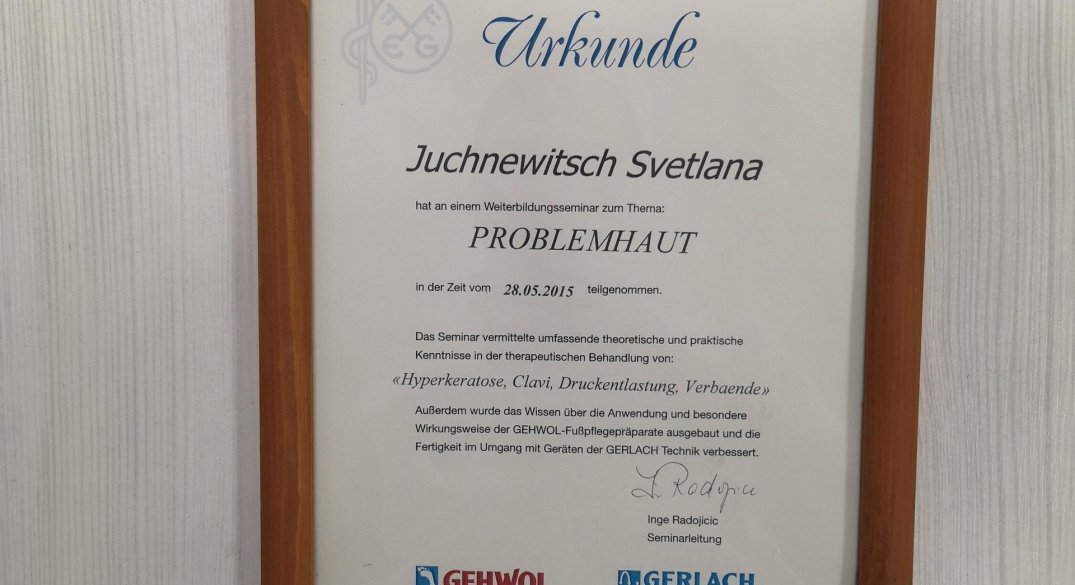 EG
Urkunde
Juchnewitsch Svetlana
hat an einem Weiterbildungsseminar zum Thema:
PROBLEMHAUT
in der Zeit vom 28.05.2015 teilgenommen.
Das Seminar vermittelte umfassende theoretische und praktische
Kenntnisse in der therapeutischen Behandlung von:
«Hyperkeratose, Clavi, Druckentlastung, Verbaende»
Außerdem wurde das Wissen über die Anwendung und besondere
Wirkungsweise der GEHWOL-Fußpflegepräparate ausgebaut und die
Fertigkeit im Umgang mit Geräten der GERLACH Technik verbessert.
I. Radojicic
Inge Radojicic
Seminarleitung
GEHWOL GERLACH